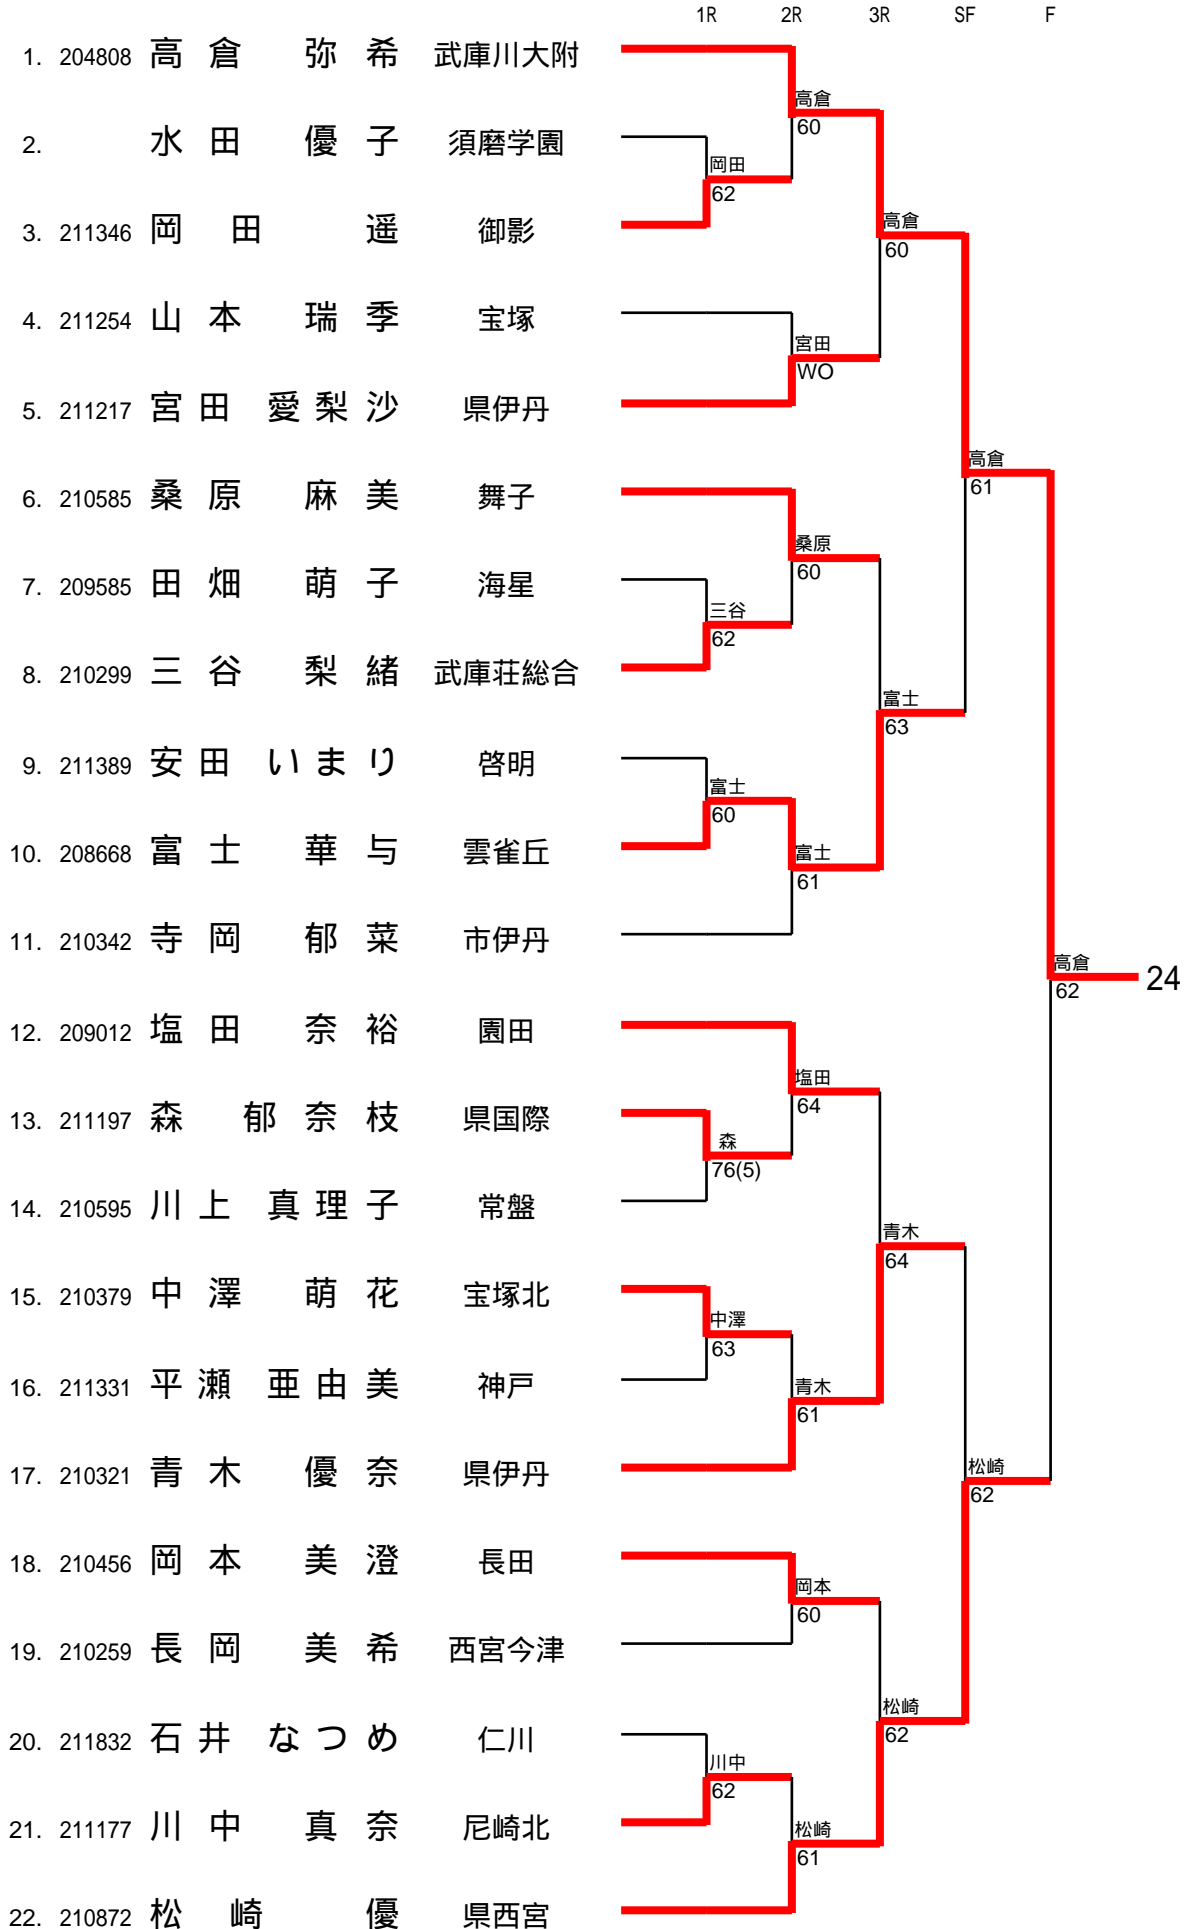 1R 2R 3R SF F
1. 204808 高倉 弥希 武庫川大附
高倉
60
2. 水田 優子 須磨学園
岡田
62
3. 211346 岡田 遥 御影
高倉
60
4. 211254 山本 瑞季 宝塚
宮田
WO
5. 211217 宮田 愛梨沙 県伊丹
高倉
61
6. 210585 桑原 麻美 舞子
桑原
60
7. 209585 田畑 萌子 海星
三谷
62
8. 210299 三谷 梨緒 武庫荘総合
富士
63
9. 211389 安田 いまり 啓明
富士
60
10. 208668 富士 華与 雲雀丘
富士
61
11. 210342 寺岡 郁菜 市伊丹
高倉
62 24
12. 209012 塩田 奈裕 園田
塩田
64
13. 211197 森 郁奈枝 県国際
森
76(5)
14. 210595 川上 真理子 常盤
青木
64
15. 210379 中澤 萌花 宝塚北
中澤
63
16. 211331 平瀬 亜由美 神戸
青木
61
17. 210321 青木 優奈 県伊丹
松崎
62
18. 210456 岡本 美澄 長田
岡本
60
19. 210259 長岡 美希 西宮今津
松崎
62
20. 211832 石井 なつめ 仁川
川中
62
21. 211177 川中 真奈 尼崎北
松崎
61
22. 210872 松崎 優 県西宮